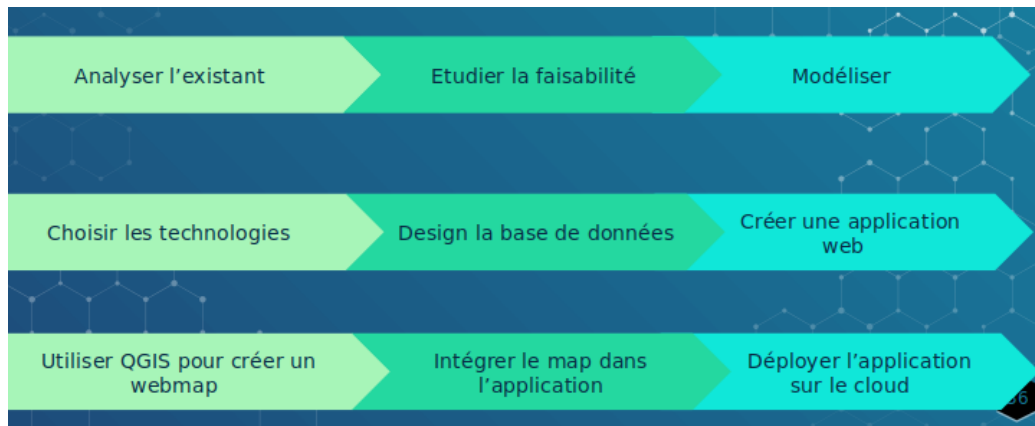 Analyser l’existant
Etudier la faisabilité
Modéliser
Choisir les technologies
Design la base de données
Créer une application
web
Utiliser QGIS pour créer un
webmap
Intégrer le map dans
l’application
Déployer l’application
sur le cloud